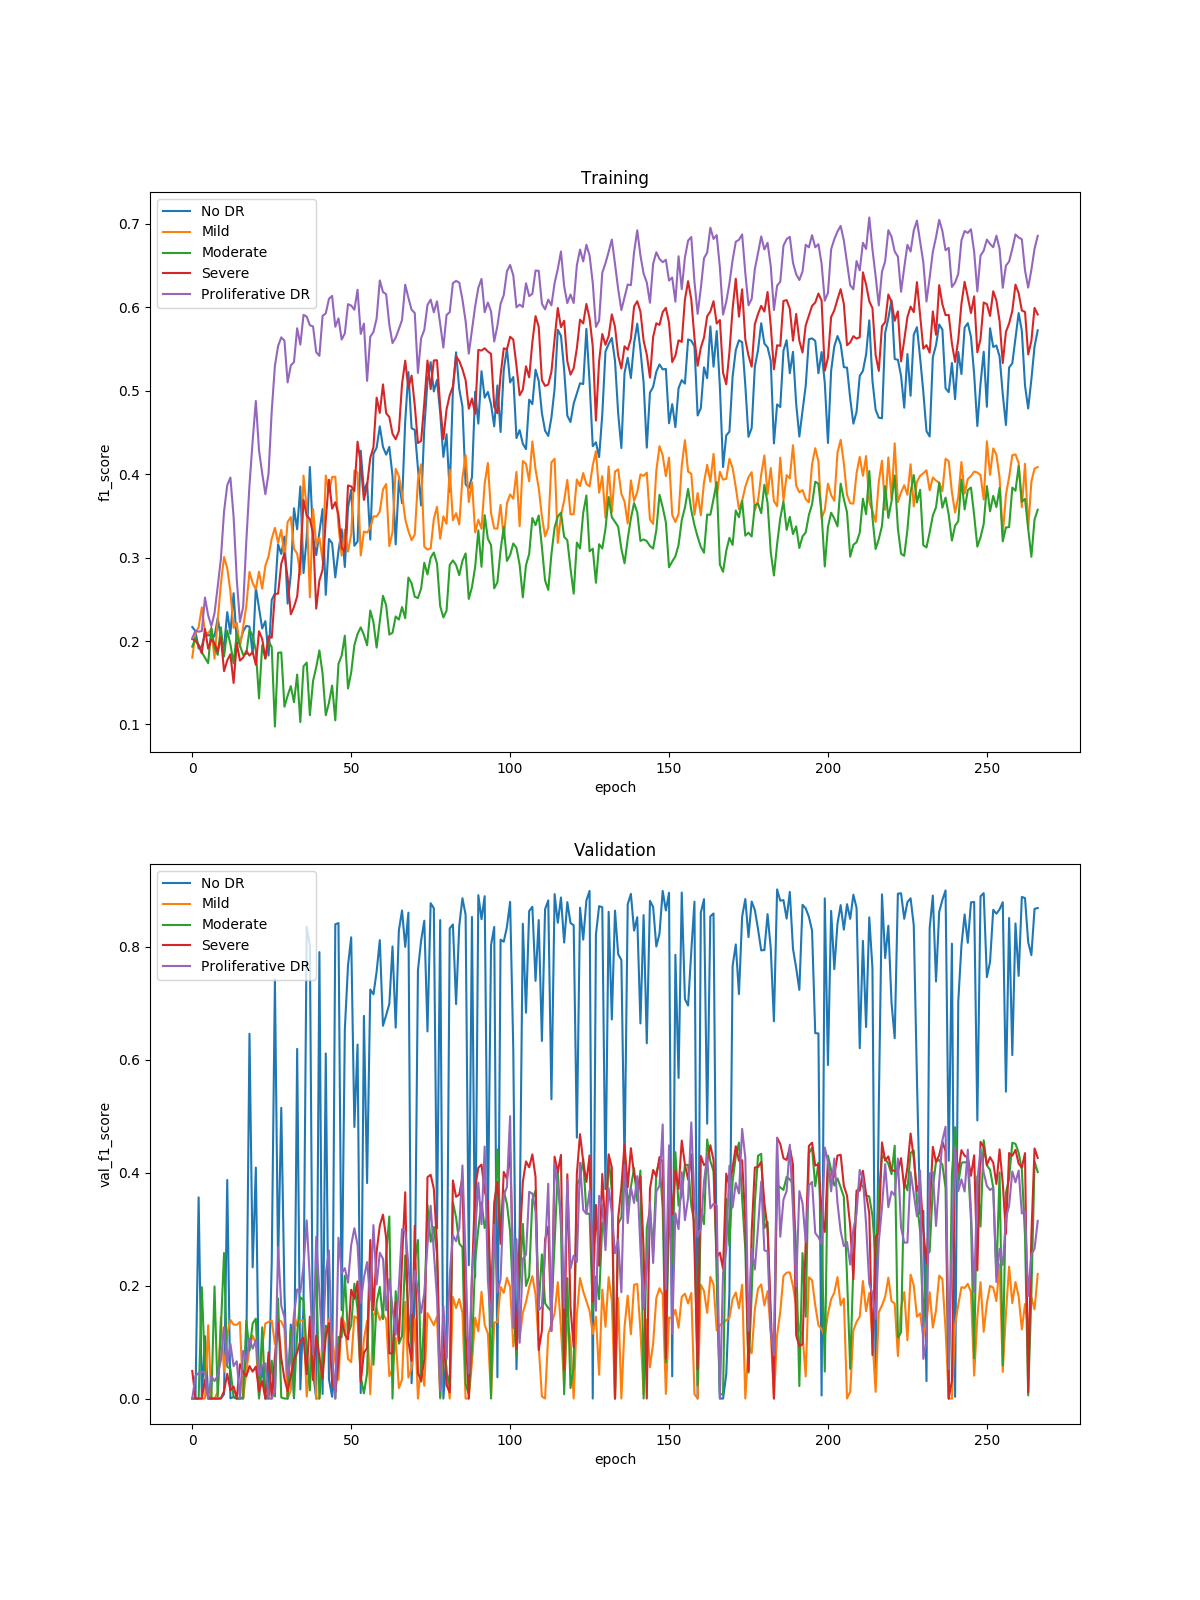 Training
No DR
Mild
Moderate
Severe
Proliferative DR
f1_score
0.7
0.6
0.5
0.4
0.3
0.2
0.1
0 50 100 150 200 250
epoch
Validation
No DR
Mild
Moderate
Severe
Proliferative DR
val_f1_score
0.8
0.6
0.4
0.2
0.0
0 50 100 150 200 250
epoch